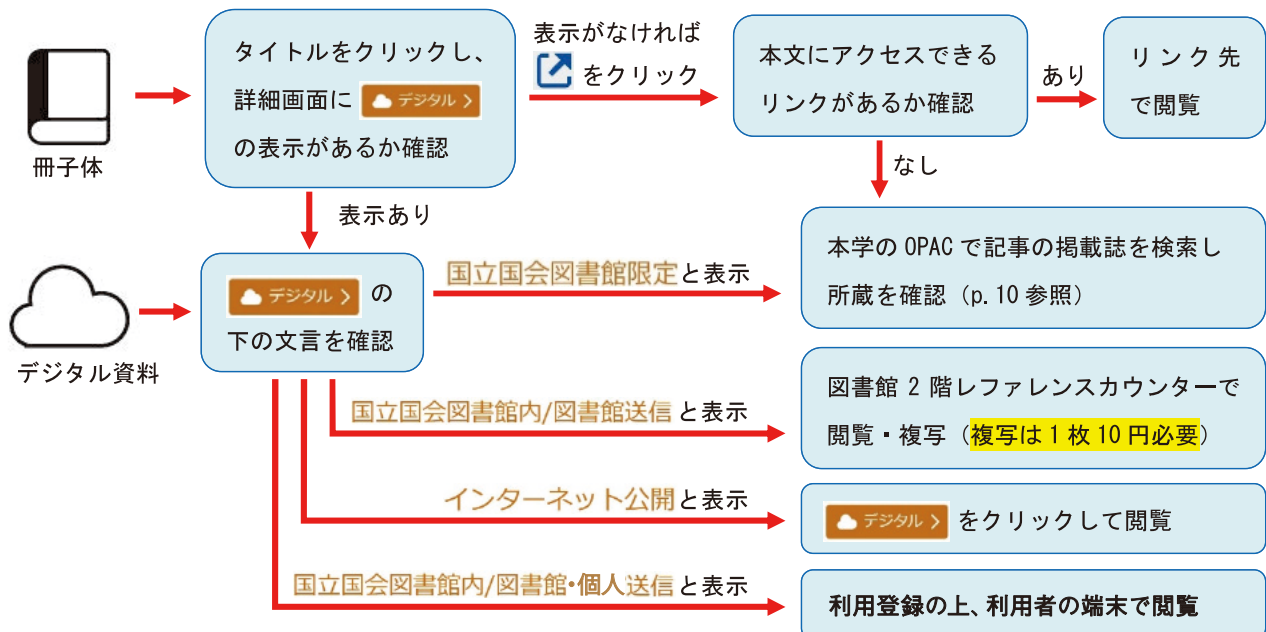 冊子体
タイトルをクリックし、
詳細画面に デジタル >
の表示があるか確認
表示がなければ
をクリック
本文にアクセスできる
リンクがあるか確認
あり
リンク先
で閲覧
なし
表示あり
デジタル資料
デジタル > の
下の文言を確認
国立国会図書館限定と表示
本学の OPAC で記事の掲載誌を検索し
所蔵を確認（p.10 参照）
国立国会図書館内/図書館送信 と表示
図書館 2 階レファレンスカウンターで
閲覧・複写（複写は 1 枚 10 円必要）
インターネット公開 と表示
デジタル > をクリックして閲覧
国立国会図書館内/図書館・個人送信 と表示
利用登録の上、利用者の端末で閲覧